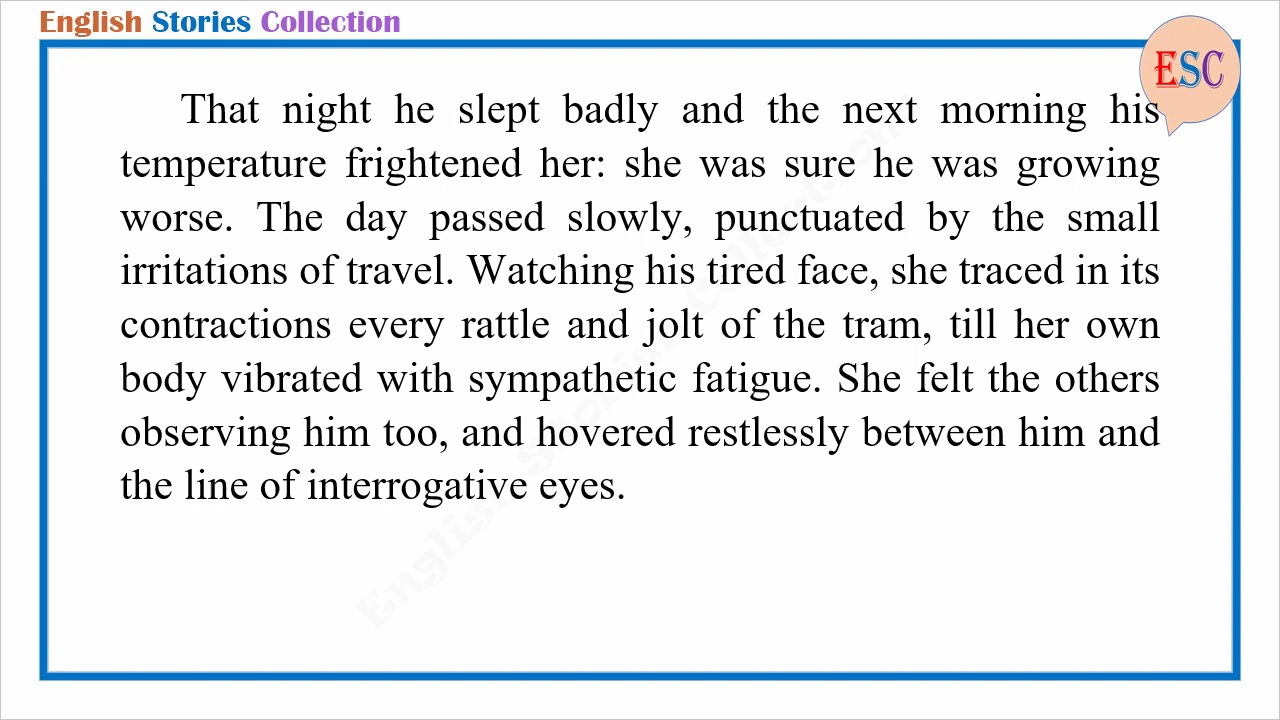 English Stories Collection
ESC
That night he slept badly and the next morning his
temperature frightened her: she was sure he was growing
worse. The day passed slowly, punctuated by the small
irritations of travel. Watching his tired face, she traced in its
contractions every rattle and jolt of the tram, till her own
body vibrated with sympathetic fatigue. She felt the others
observing him too, and hovered restlessly between him and
the line of interrogative eyes.
English Stories Collection